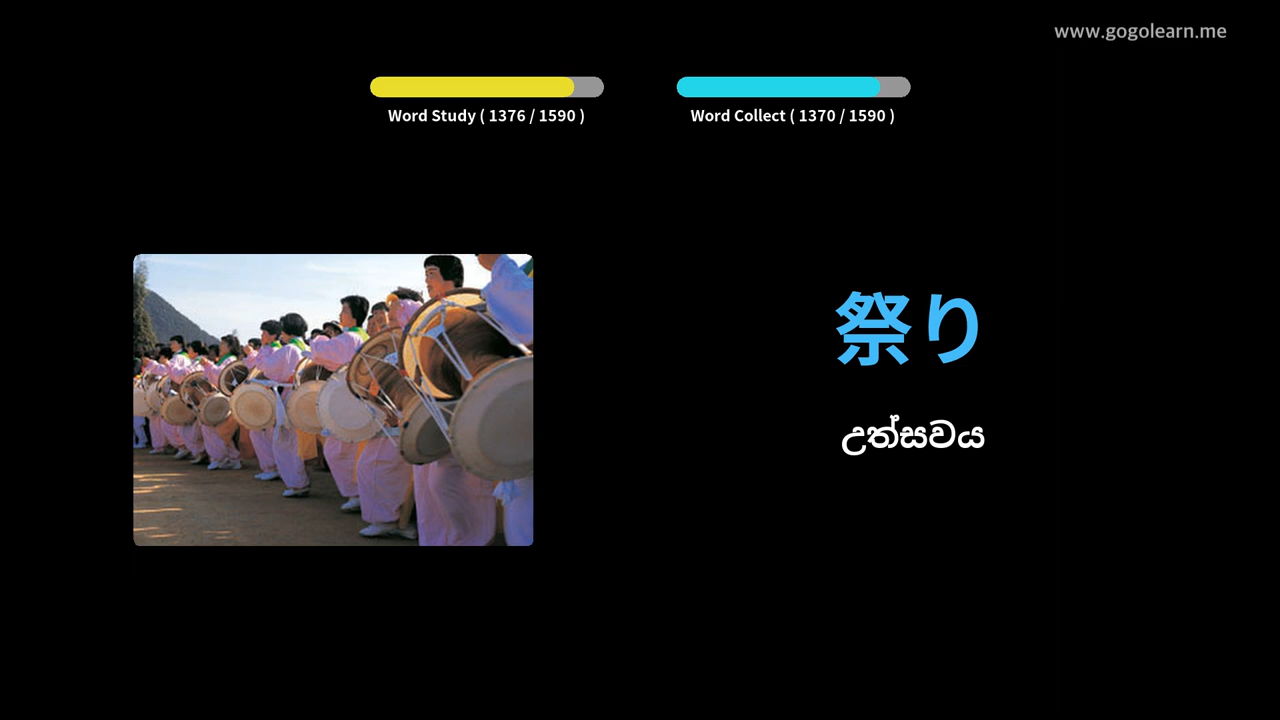 www.gogolearn.me
Word Study ( 1376 / 1590 )
Word Collect ( 1370 / 1590 )
祭り
උත්සවය